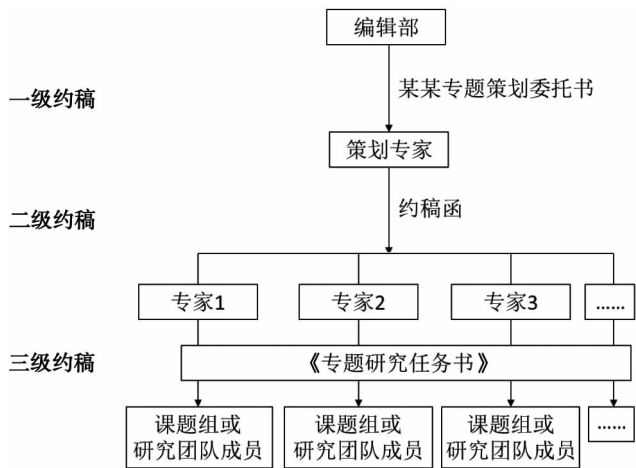 编辑部
某某专题策划委托书
一级约稿
策划专家
约稿函
二级约稿
专家1
专家2
专家3
......
三级约稿
《专题研究任务书》
课题组或
研究团队成员
课题组或
研究团队成员
课题组或
研究团队成员
......